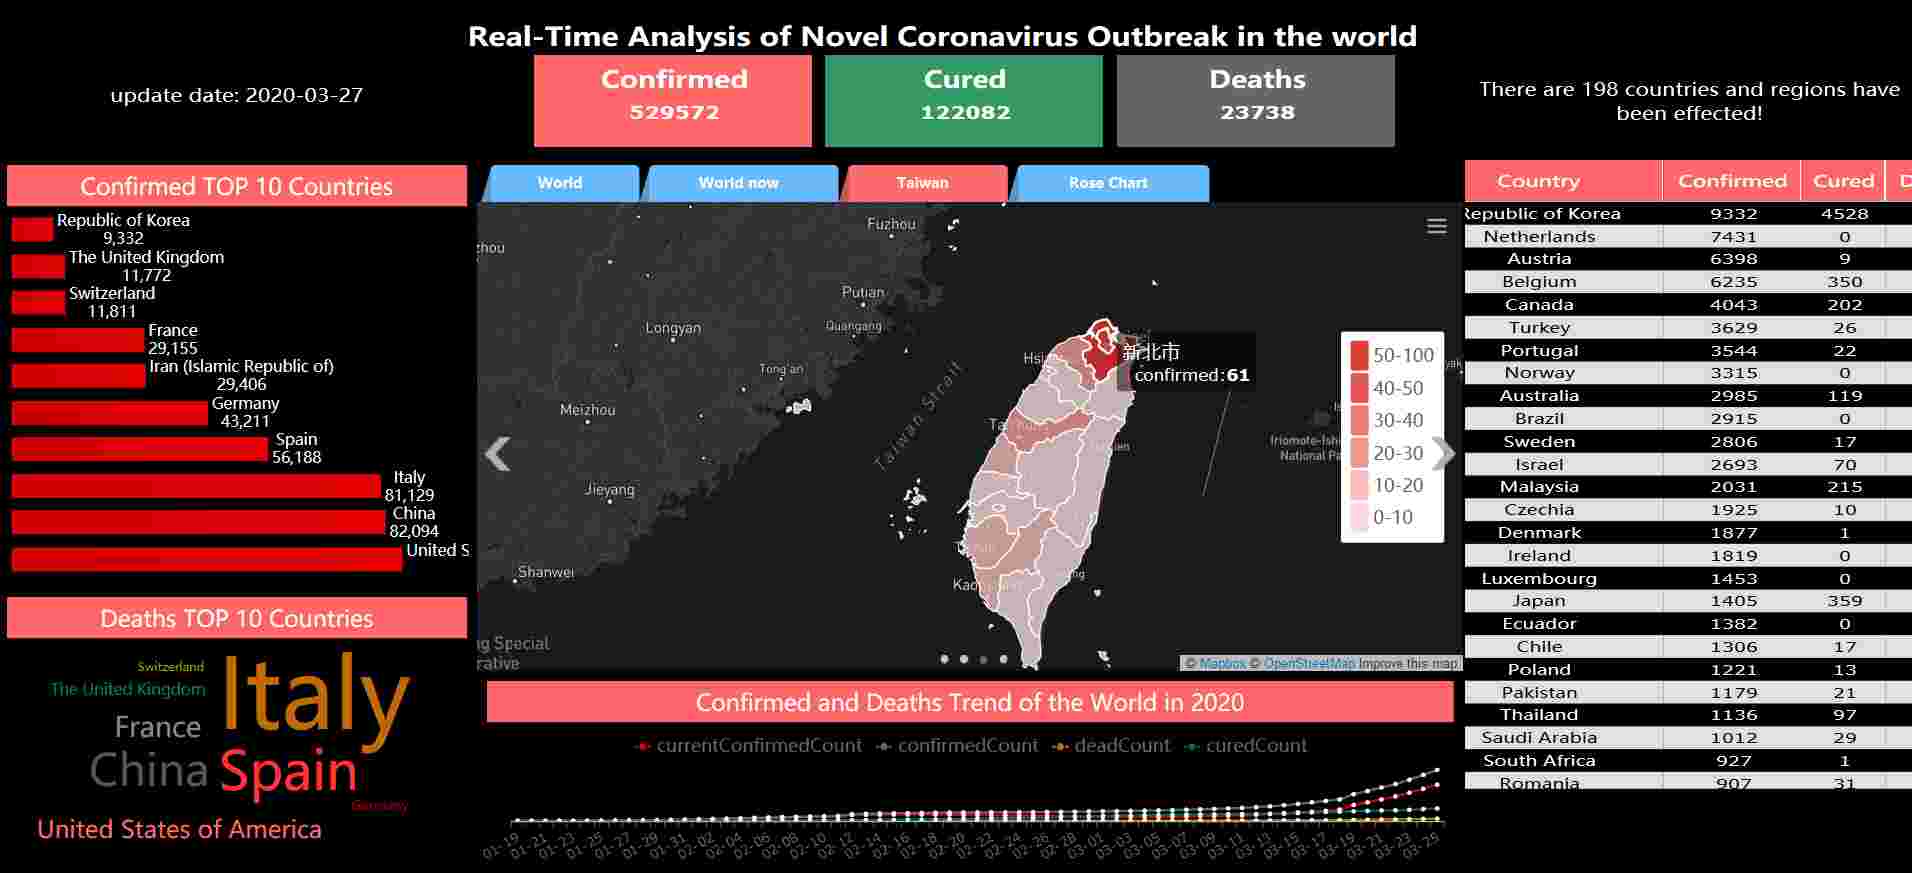 Real-Time Analysis of Novel Coronavirus Outbreak in the world
update date: 2020-03-27
Confirmed
529572
Cured
122082
Deaths
23738
There are 198 countries and regions have
been effected!
Confirmed TOP 10 Countries
Republic of Korea
9,332
The United Kingdom
11,772
Switzerland
11,811
France
29,155
Iran (Islamic Republic of)
29,406
Germany
43,211
Spain
56,188
Italy
81,129
China
82,094
United S
Deaths TOP 10 Countries
Switzerland
The United Kingdom
Italy
France
China
Spain
Germany
United States of America
World
World now
Taiwan
Rose Chart
Fuzhou
zhou
Putian
Longyan
Quangang
Tong'an
Meizhou
Taiwan Strait
Jieyang
Shanwei
ng Special
rative
新北市
confirmed:61
Iriomote-Ishi
National Pa
50-100
40-50
30-40
20-30
10-20
0-10
© Mapbox © OpenStreetMap Improve this map
Confirmed and Deaths Trend of the World in 2020
currentConfirmedCount confirmedCount deadCount curedCount
01-19 01-21 01-23 01-25 01-27 01-29 01-31 02-02 02-04 02-06 02-08 02-10 02-12 02-14 02-16 02-18 02-20 02-22 02-24 02-26 02-28 03-01 03-03 03-05 03-07 03-09 03-11 03-13 03-15 03-17 03-19 03-21 03-23 03-25
Country Confirmed Cured D
Republic of Korea 9332 4528
Netherlands 7431 0
Austria 6398 9
Belgium 6235 350
Canada 4043 202
Turkey 3629 26
Portugal 3544 22
Norway 3315 0
Australia 2985 119
Brazil 2915 0
Sweden 2806 17
Israel 2693 70
Malaysia 2031 215
Czechia 1925 10
Denmark 1877 1
Ireland 1819 0
Luxembourg 1453 0
Japan 1405 359
Ecuador 1382 0
Chile 1306 17
Poland 1221 13
Pakistan 1179 21
Thailand 1136 97
Saudi Arabia 1012 29
South Africa 927 1
Romania 907 31